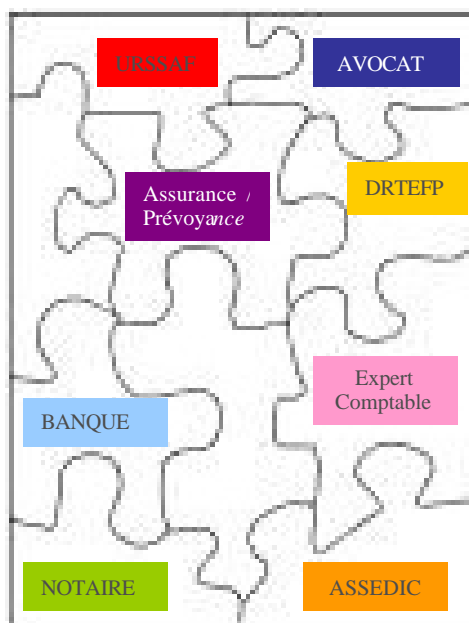 URSSAF
AVOCAT
DRTEFP
Assurance /
Prévoyance
Expert
Comptable
BANQUE
NOTAIRE
ASSEDIC